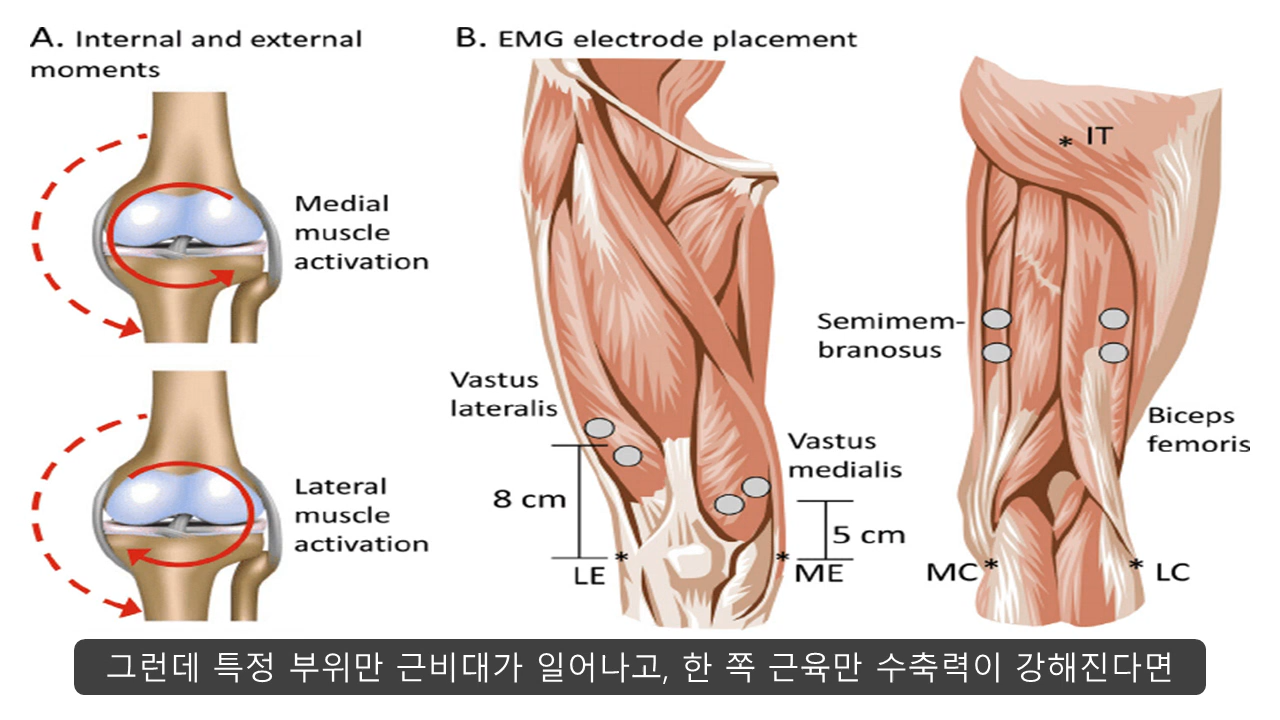 A. Internal and external
moments
Medial
muscle
activation
Lateral
muscle
activation
B. EMG electrode placement
Vastus
lateralis
8 cm
LE *
Vastus
medialis
5 cm
* ME
* IT
Semimem-
branosus
Biceps
femoris
MC *
* LC
그런데 특정 부위만 근비대가 일어나고, 한 쪽 근육만 수축력이 강해진다면